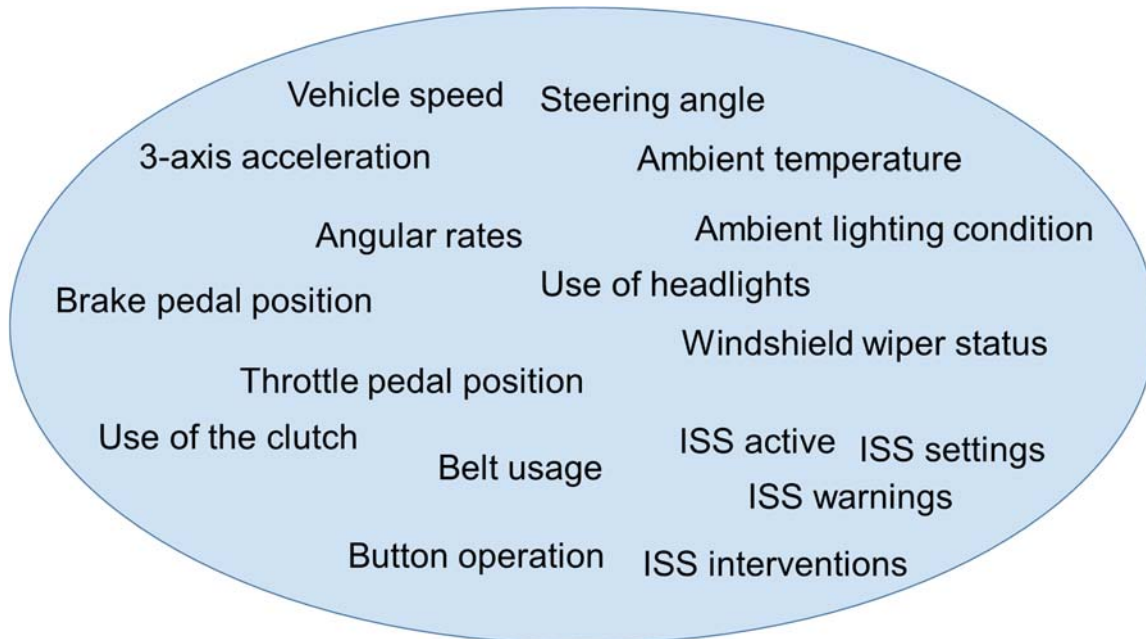 Vehicle speed
Steering angle
3-axis acceleration
Ambient temperature
Angular rates
Ambient lighting condition
Use of headlights
Brake pedal position
Windshield wiper status
Throttle pedal position
Use of the clutch
ISS active
ISS settings
Belt usage
ISS warnings
Button operation
ISS interventions